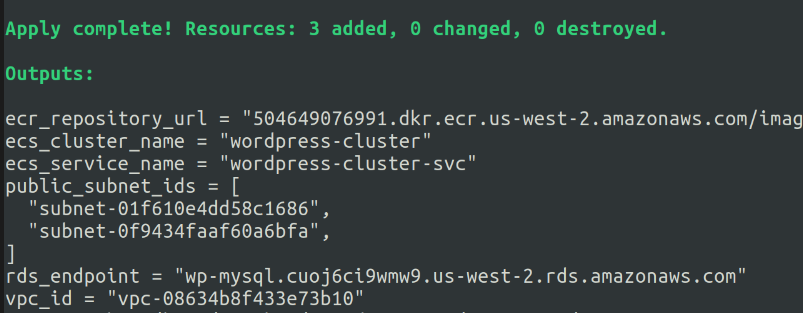 Apply complete! Resources: 3 added, 0 changed, 0 destroyed.
Outputs:
ecr_repository_url = "504649076991.dkr.ecr.us-west-2.amazonaws.com/imag
ecs_cluster_name = "wordpress-cluster"
ecs_service_name = "wordpress-cluster-svc"
public_subnet_ids = [
"subnet-01f610e4dd58c1686",
"subnet-0f9434faaf60a6bfa",
]
rds_endpoint = "wp-mysql.cuoj6ci9wmw9.us-west-2.rds.amazonaws.com"
vpc_id = "vpc-08634b8f433e73b10"